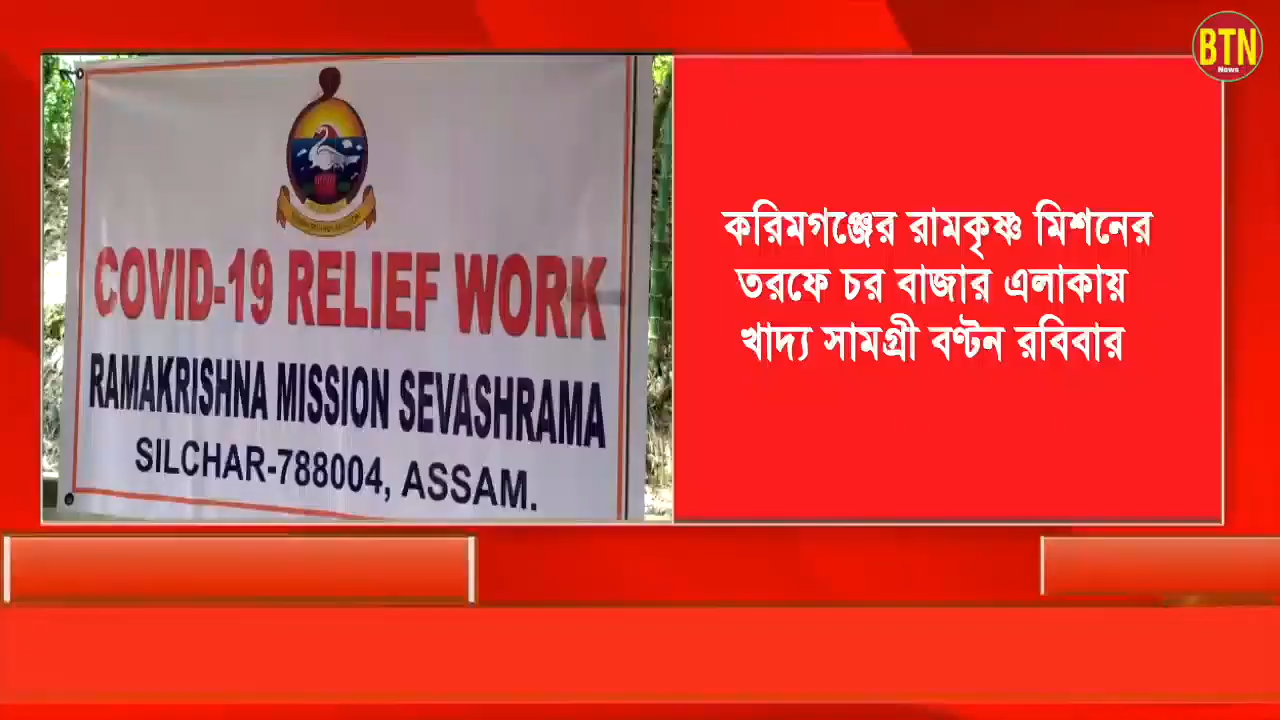 BTN
News
COVID-19 RELIEF WORK
RAMAKRISHNA MISSION SEVASHRAMA
SILCHAR-788004, ASSAM.
করিমগঞ্জের রামকৃষ্ণ মিশনের
তরফে চর বাজার এলাকায়
খাদ্য সামগ্রী বণ্টন রবিবার